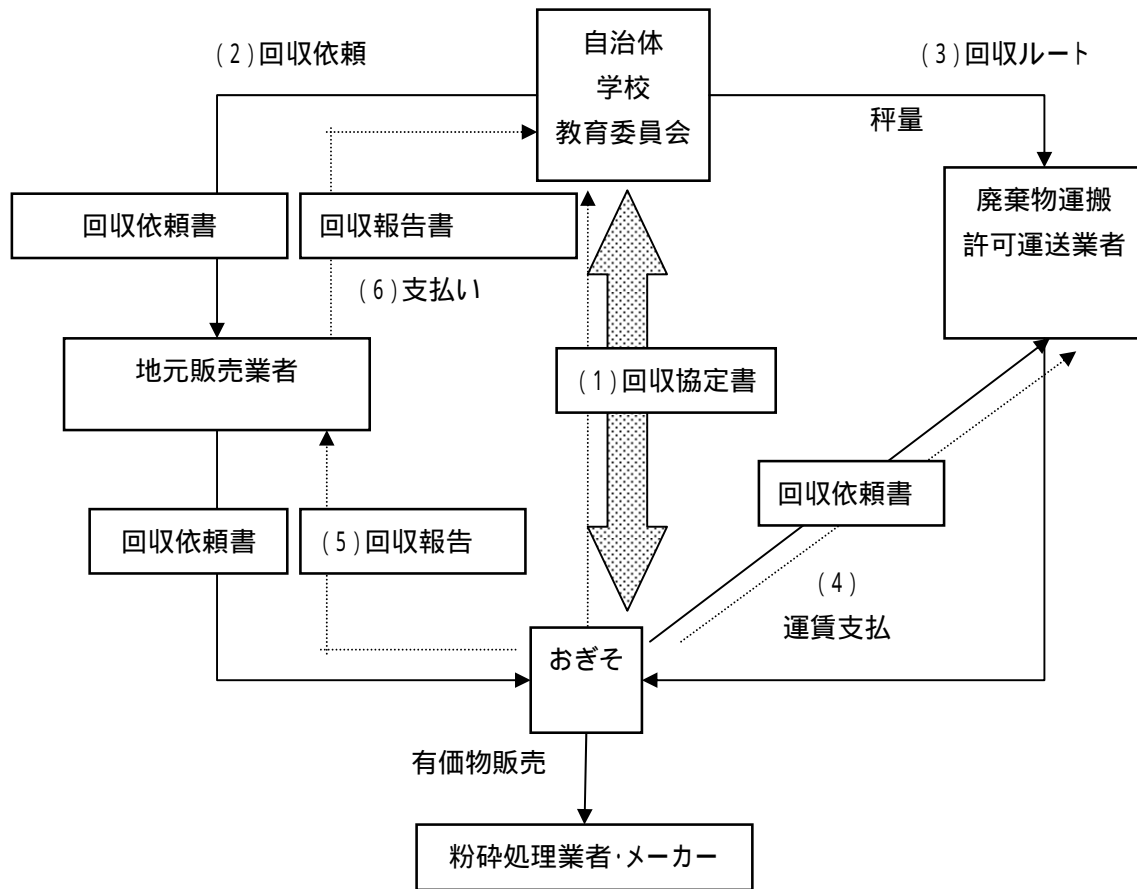 自治体
学校
教育委員会
(2)回収依頼
(3)回収ルート
秤量
回収依頼書
回収報告書
廃棄物運搬
許可運送業者
(6)支払い
地元販売業者
(1)回収協定書
回収依頼書
回収依頼書
(5)回収報告
(4)
運賃支払
おぎそ
有価物販売
粉砕処理業者・メーカー